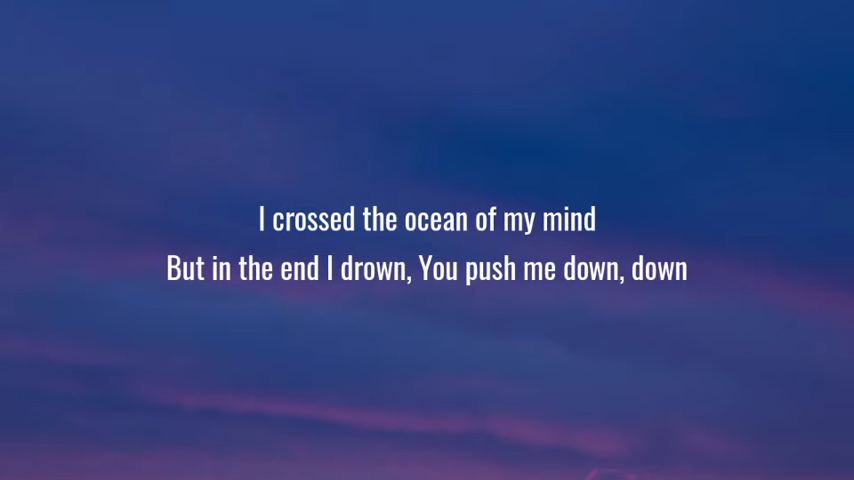 I crossed the ocean of my mind
But in the end I drown, You push me down, down